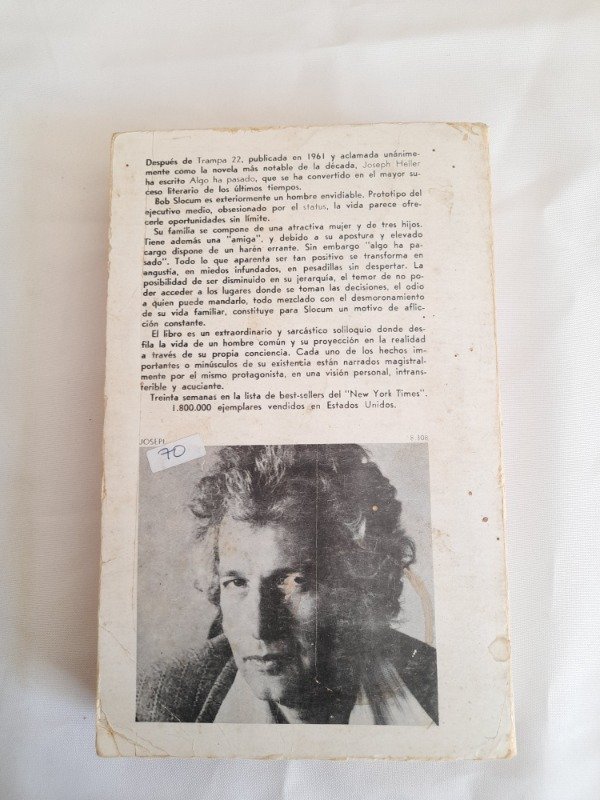 Después de Trampa 22, publicada en 1961 y aclamada unánime-
mente como la novela más notable de la década, Joseph Heller
ha escrito Algo ha pasado, que se ha convertido en el mayor su-
ceso literario de los últimos tiempos.
Bob Slocum es exteriormente un hombre envidiable. Prototipo del
ejecutivo medio, obsesionado por el status, la vida parece ofre-
cerle oportunidades sin límite.
Su familia se compone de una atractiva mujer y de tres hijos.
Tiene además una "amiga", y debido a su apostura y elevado
cargo dispone de un harén errante. Sin embargo "algo ha pa-
sado". Todo lo que aparenta ser tan positivo se transforma en
angustia, en miedos infundados, en pesadillas sin despertar. La
posibilidad de ser disminuido en su jerarquía, el temor de no po-
der acceder a los lugares donde se toman las decisiones, el odio
a quien puede mandarlo, todo mezclado con el desmoronamiento
de su vida familiar, constituye para Slocum un motivo de aflic-
ción constante.
El libro es un extraordinario y sarcástico soliloquio donde des-
fila la vida de un hombre común y su proyección en la realidad
a través de su propia conciencia. Cada uno de los hechos im-
portantes o minúsculos de su existencia están narrados magistral-
mente por el mismo protagonista, en una visión personal, intrans-
ferible y acuciante.
Treinta semanas en la lista de best-sellers del "New York Times".
1.800.000 ejemplares vendidos en Estados Unidos.
JOSEPH
70